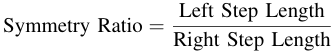 Symmetry Ratio = Left Step Length / Right Step Length